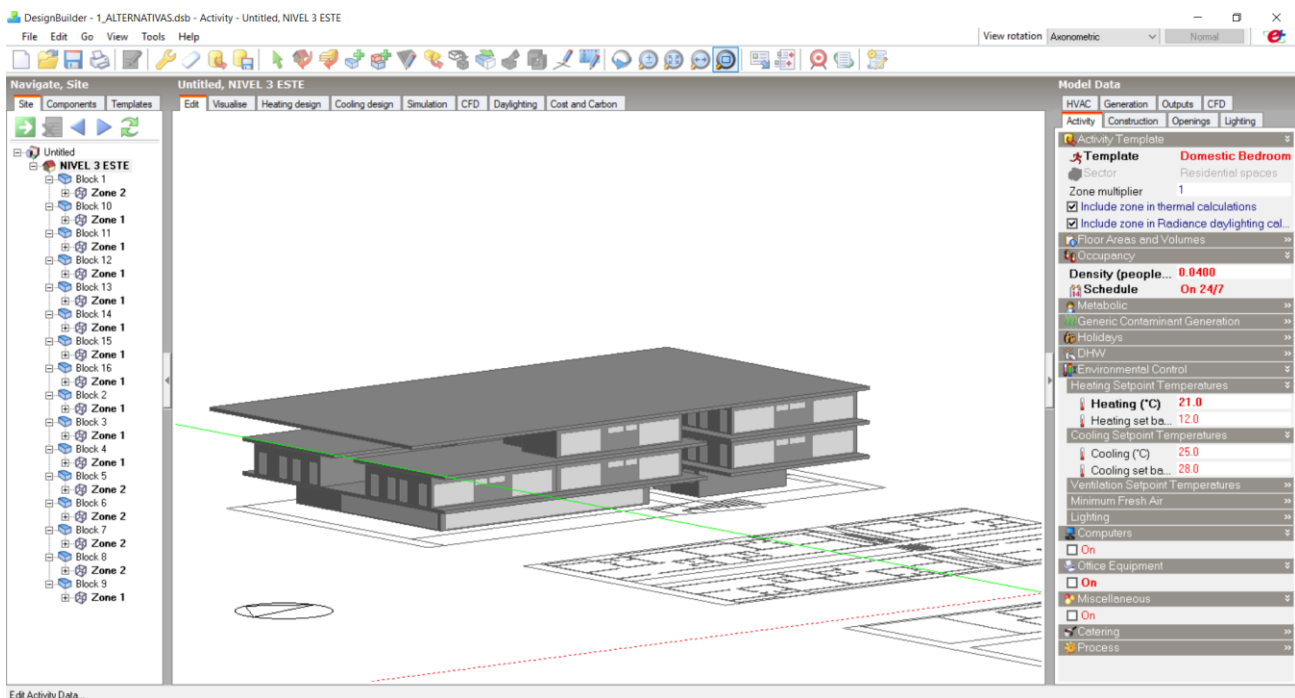 DesignBuilder - 1_ALTERNATIVAS.dsb - Activity - Untitled, NIVEL 3 ESTE
File Edit Go View Tools Help
View rotation Axonometric Normal
Navigate, Site
Site Components Templates
Untitled
NIVEL 3 ESTE
Block 1
Zone 2
Block 10
Zone 1
Block 11
Zone 1
Block 12
Zone 1
Block 13
Zone 1
Block 14
Zone 1
Block 15
Zone 1
Block 16
Zone 1
Block 2
Zone 1
Block 3
Zone 1
Block 4
Zone 1
Block 5
Zone 2
Block 6
Zone 2
Block 7
Zone 2
Block 8
Zone 2
Block 9
Zone 1
Untitled, NIVEL 3 ESTE
Edit Visualise Heating design Cooling design Simulation CFD Daylighting Cost and Carbon
Model Data
HVAC Generation Outputs CFD
Activity Construction Openings Lighting
Activity Template
Template Domestic Bedroom
Sector Residential spaces
Zone multiplier 1
Include zone in thermal calculations
Include zone in Radiance daylighting cal...
Floor Areas and Volumes
Occupancy
Density (people... 0.0400
Schedule On 24/7
Metabolic
Generic Contaminant Generation
Holidays
DHW
Environmental Control
Heating Setpoint Temperatures
Heating (°C) 21.0
Heating set ba... 12.0
Cooling Setpoint Temperatures
Cooling (°C) 25.0
Cooling set ba... 28.0
Ventilation Setpoint Temperatures
Minimum Fresh Air
Lighting
Computers
On
Office Equipment
On
Miscellaneous
On
Catering
Process
Edit Activity Data...